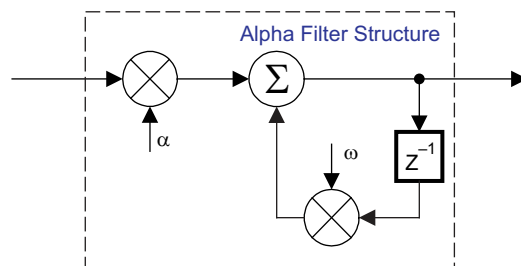 Alpha Filter Structure
Σ
α
ω
Z⁻¹